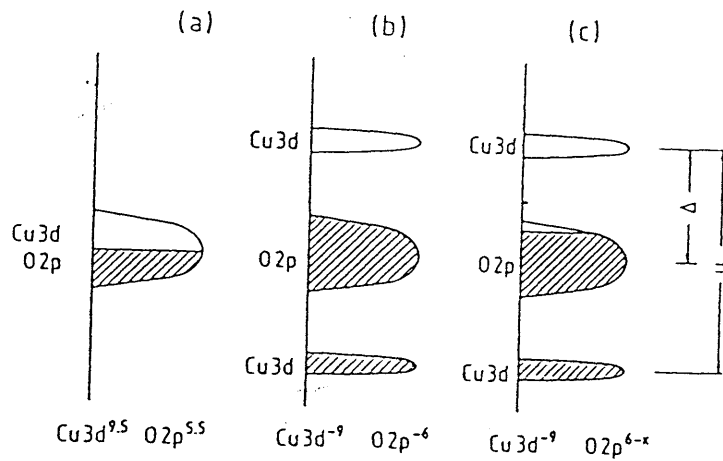 (a) (b) (c)
Cu3d Cu3d
Cu3d
O2p O2p O2p
Δ
Cu3d Cu3d
Cu3d^9.5 O2p^5.5 Cu3d^-9 O2p^-6 Cu3d^-9 O2p^6-x